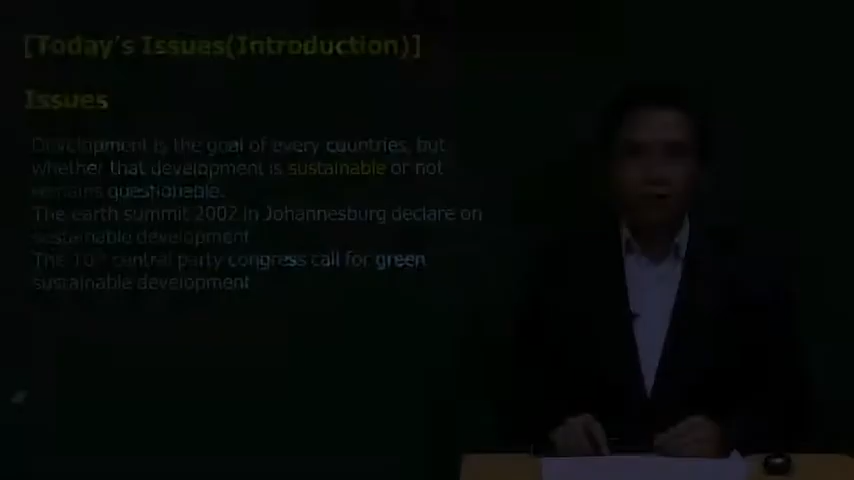 [Today's Issues(Introduction)]
Issues
Development is the goal of every countries, but
whether that development is sustainable or not
remains questionable.
The earth summit 2002 in Johannesburg declare on
sustainable development
The central party congress call for green
sustainable development